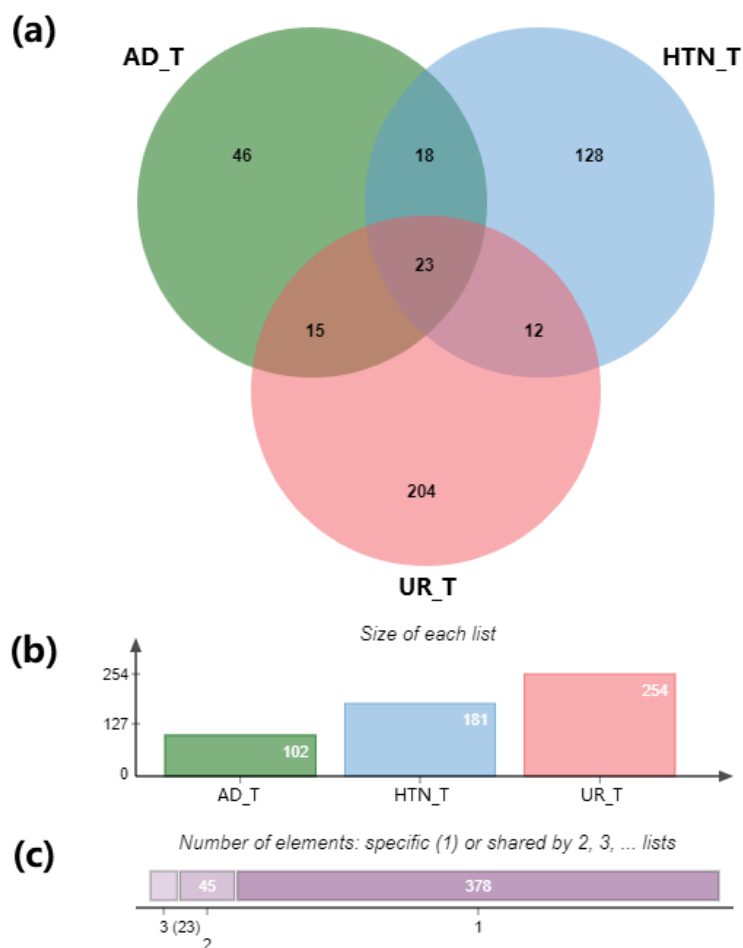 (a)
AD_T
HTN_T
46
18
128
23
15
12
204
UR_T
(b)
Size of each list
254
127
0
102
181
254
AD_T
HTN_T
UR_T
(c)
Number of elements: specific (1) or shared by 2, 3, ... lists
45
378
3 (23)
2
1